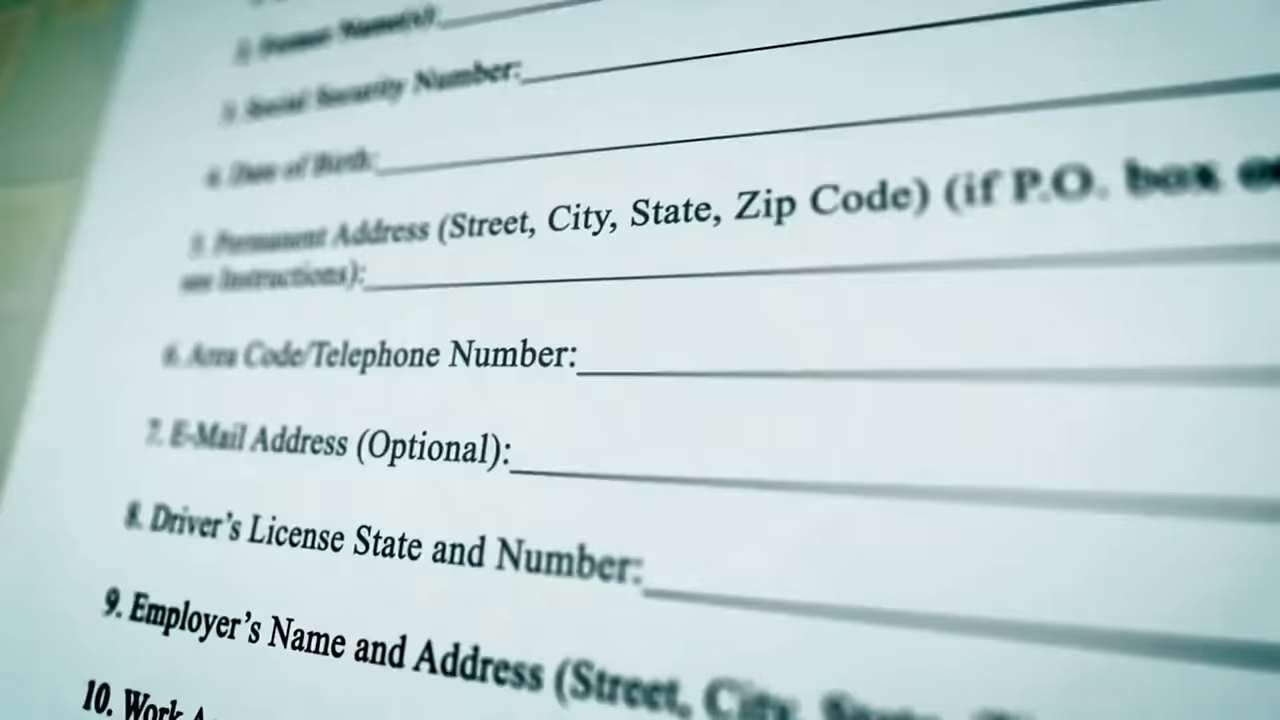 2. Former Name(s):
3. Social Security Number:
4. Date of Birth:
5. Permanent Address (Street, City, State, Zip Code) (if P.O. box
see Instructions):
6. Area Code/Telephone Number:
7. E-Mail Address (Optional):
8. Driver's License State and Number:
9. Employer's Name and Address (Street, City, State,
10. Work